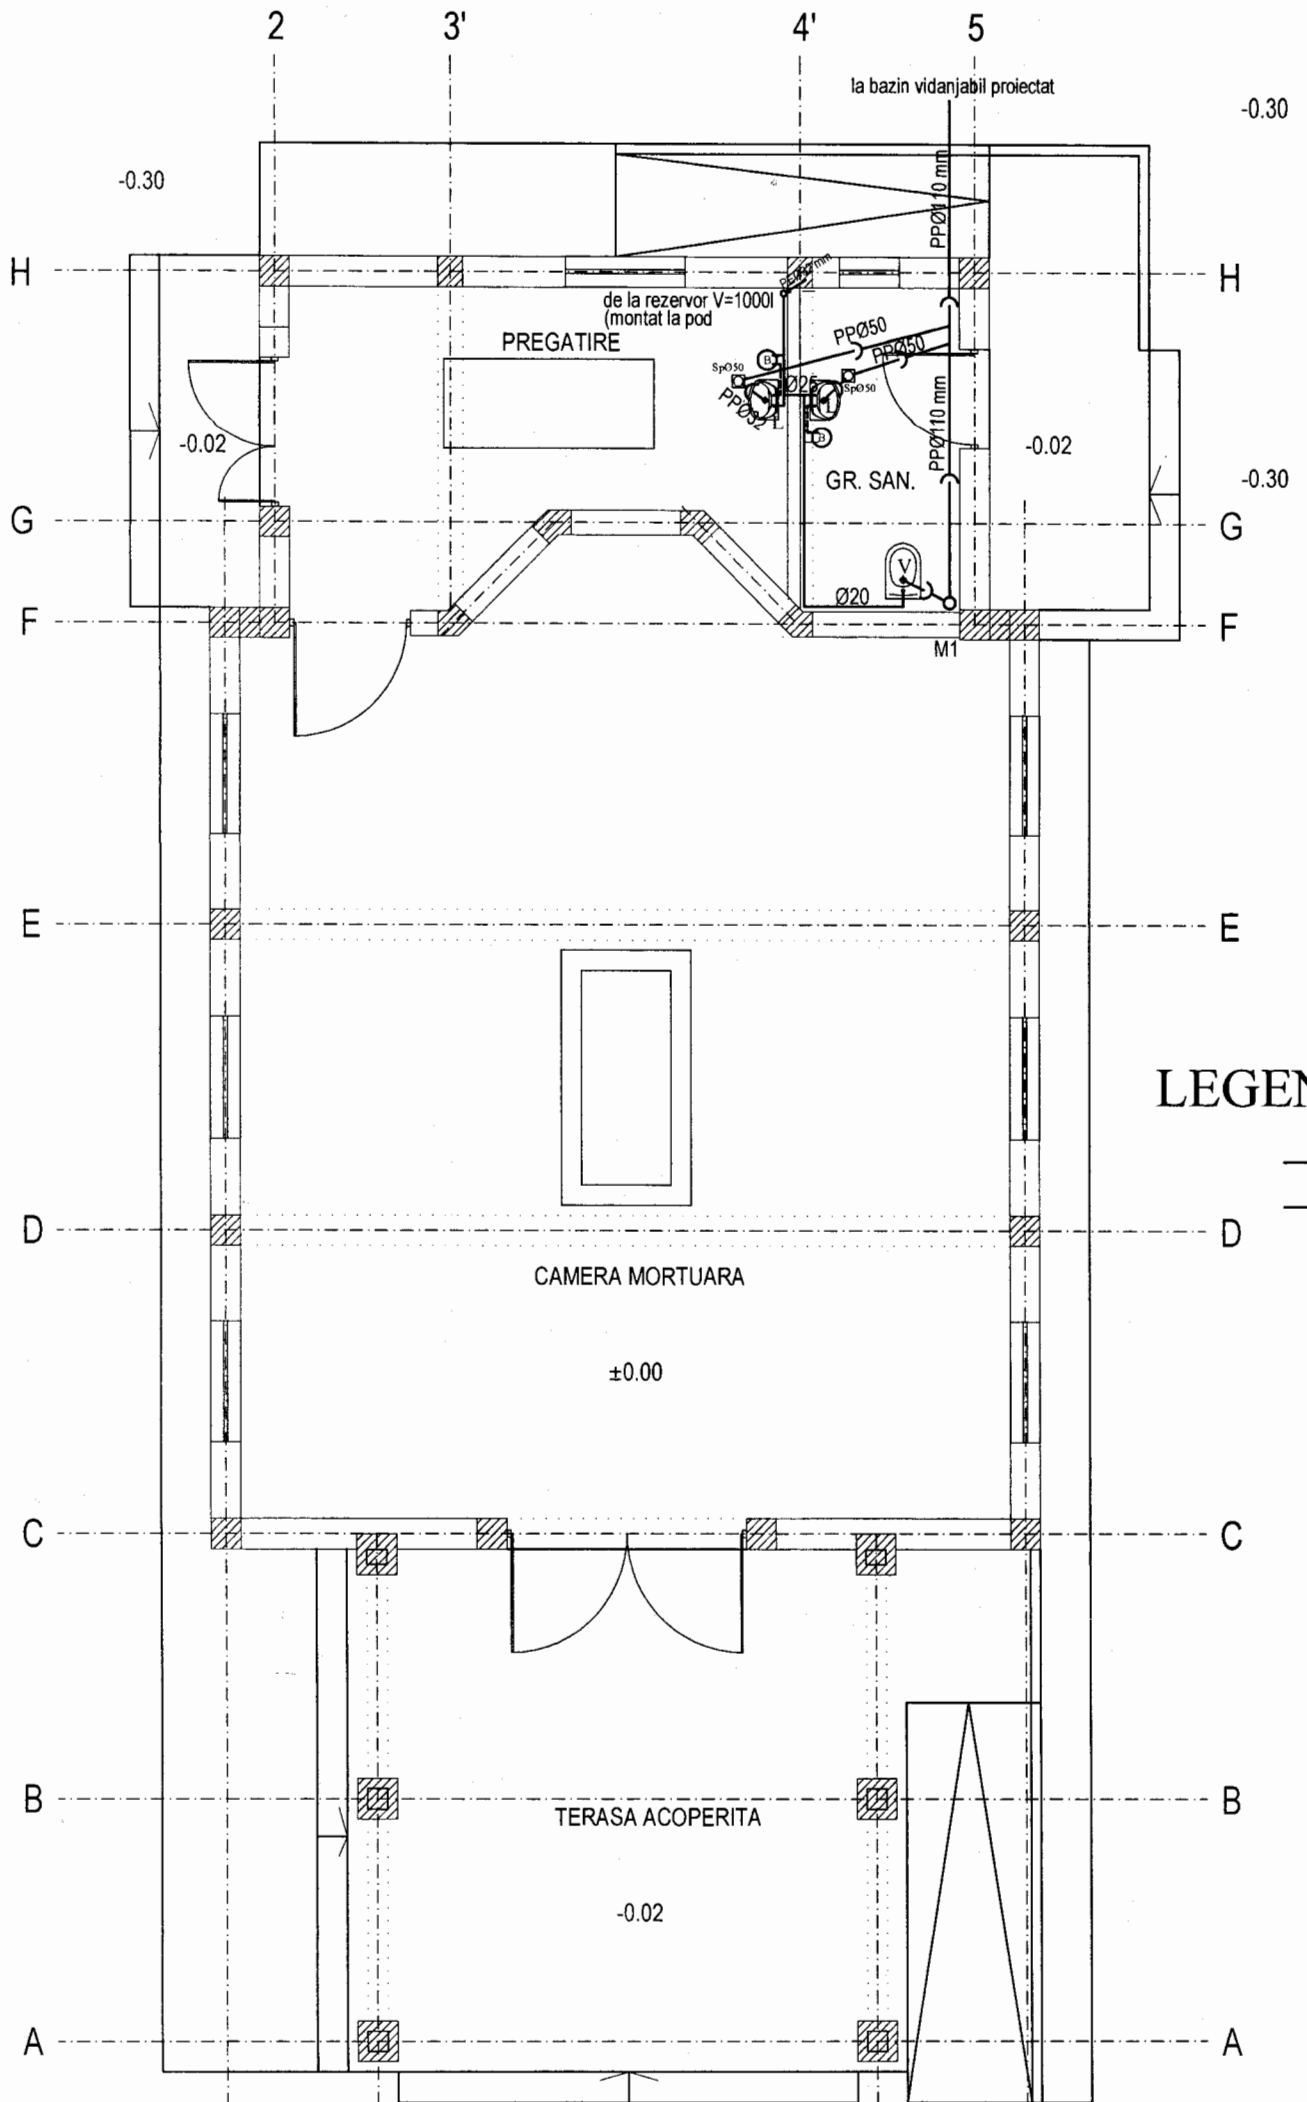 2 3' 4' 5
la bazin vidanjabil proiectat
-0.30
-0.30
PPØ110 mm
H H
de la rezervor V=1000l
(montat la pod
PREGATIRE
PPØ50
PPØ50
B
SpØ50
Ø25
SpØ50
PPØ32
L
L
B
PPØ110 mm
-0.02
-0.02
GR. SAN.
-0.30
G G
V
Ø20
F F
M1
E E
LEGEN
D D
CAMERA MORTUARA
±0.00
C C
B B
TERASA ACOPERITA
-0.02
A A